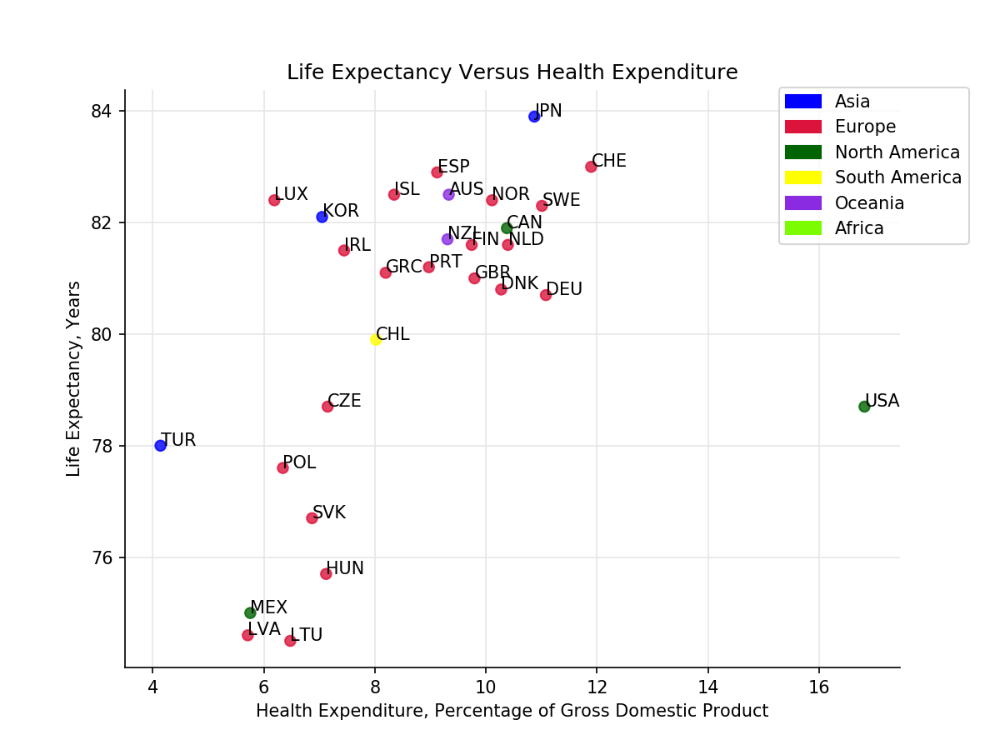 Life Expectancy Versus Health Expenditure
Asia
Europe
North America
South America
Oceania
Africa
Life Expectancy, Years
84
82
80
78
76
JPN
CHE
ESP
LUX
ISL
AUS
NOR
SWE
KOR
CAN
NZL
FIN
NLD
IRL
GRC
PRT
GBR
DNK
DEU
CHL
CZE
USA
TUR
POL
SVK
HUN
MEX
LVA
LTU
4 6 8 10 12 14 16
Health Expenditure, Percentage of Gross Domestic Product